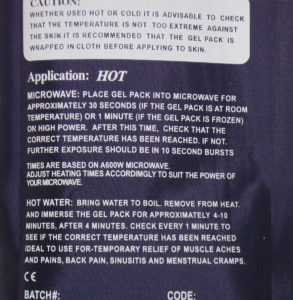 CAUTION:
WHETHER USED HOT OR COLD IT IS ADVISABLE TO CHECK
THAT THE TEMPERATURE IS NOT TOO EXTREME AGAINST
THE SKIN.IT IS RECOMMENDED THAT THE GEL PACK IS
WRAPPED IN CLOTH BEFORE APPLYING TO SKIN.
Application: HOT
MICROWAVE: PLACE GEL PACK INTO MICROWAVE FOR
APPROXIMATELY 30 SECONDS (IF THE GEL PACK IS AT ROOM
TEMPERATURE) OR 1 MINUTE (IF THE GEL PACK IS FROZEN)
ON HIGH POWER. AFTER THIS TIME, CHECK THAT THE
CORRECT TEMPERATURE HAS BEEN REACHED. IF NOT.
FURTHER EXPOSURE SHOULD BE IN 10 SECOND BURSTS
TIMES ARE BASED ON A600W MICROWAVE.
ADJUST HEATING TIMES ACCORDIMGLY TO SUIT THE POWER OF
YOUR MICROWAVE.
HOT WATER: BRING WATER TO BOIL. REMOVE FROM HEAT.
AND IMMERSE THE GEL PACK FOR APPROXIMATELY 4-10
MINUTES, AFTER 4 MINUTES. CHECK EVERY 1 MINUTE TO
SEE IF THE CORRECT TEMPERATURE HAS BEEN REACHED
IDEAL TO USE FOR-TEMPORARY RELIEF OF MUSCLE ACHES
AND PAINS, BACK PAIN, SINUSITIS AND MENSTRUAL CRAMPS.
CE
BATCH#: CODE: